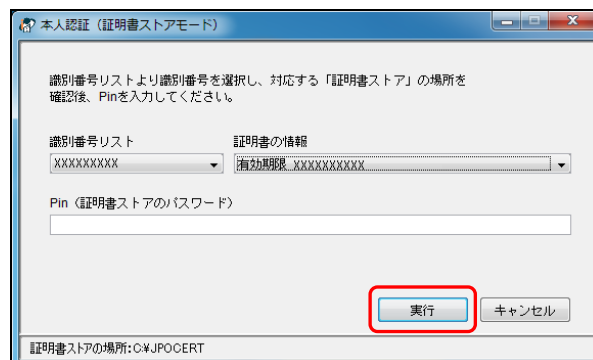 本人認証（証明書ストアモード）
識別番号リストより識別番号を選択し、対応する「証明書ストア」の場所を
確認後、Pinを入力してください。
識別番号リスト 証明書の情報
XXXXXXXXX 有効期限 XXXXXXXXXX
Pin（証明書ストアのパスワード）
実行 キャンセル
証明書ストアの場所:C:¥JPOCERT